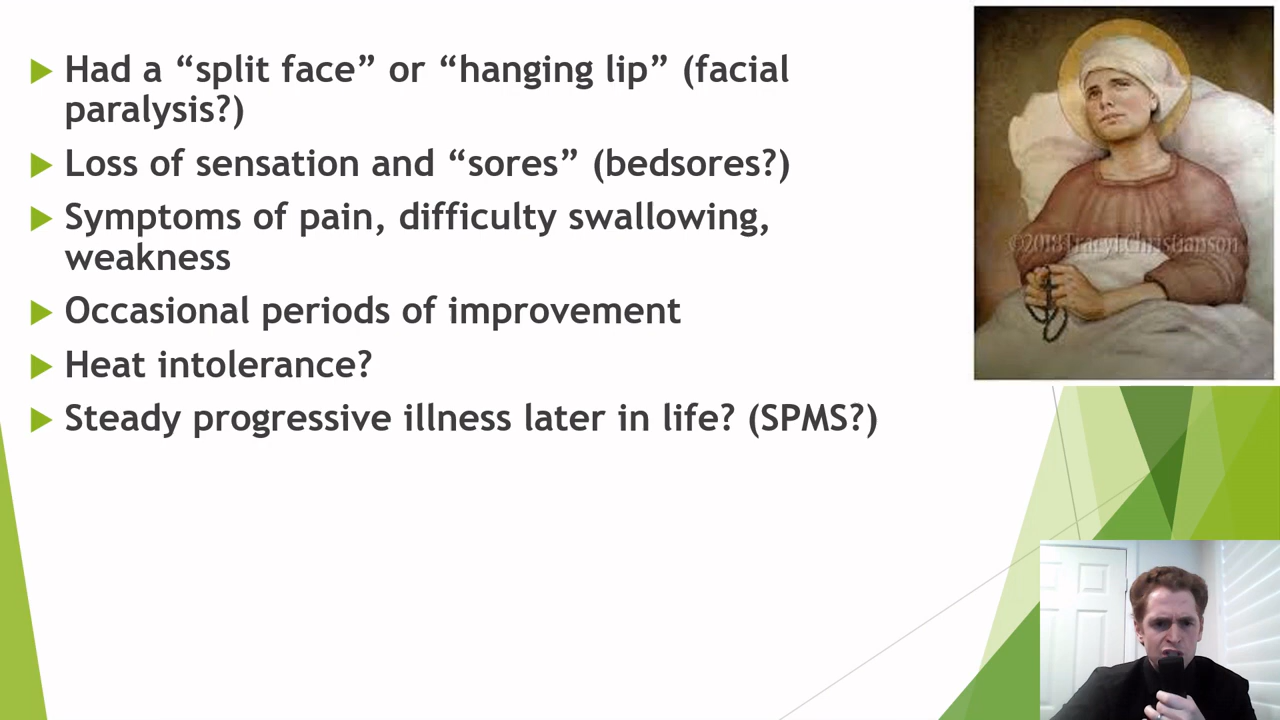 Had a “split face” or “hanging lip” (facial
paralysis?)
Loss of sensation and “sores” (bedsores?)
Symptoms of pain, difficulty swallowing,
weakness
Occasional periods of improvement
Heat intolerance?
Steady progressive illness later in life? (SPMS?)
©2018TracyLChristianson